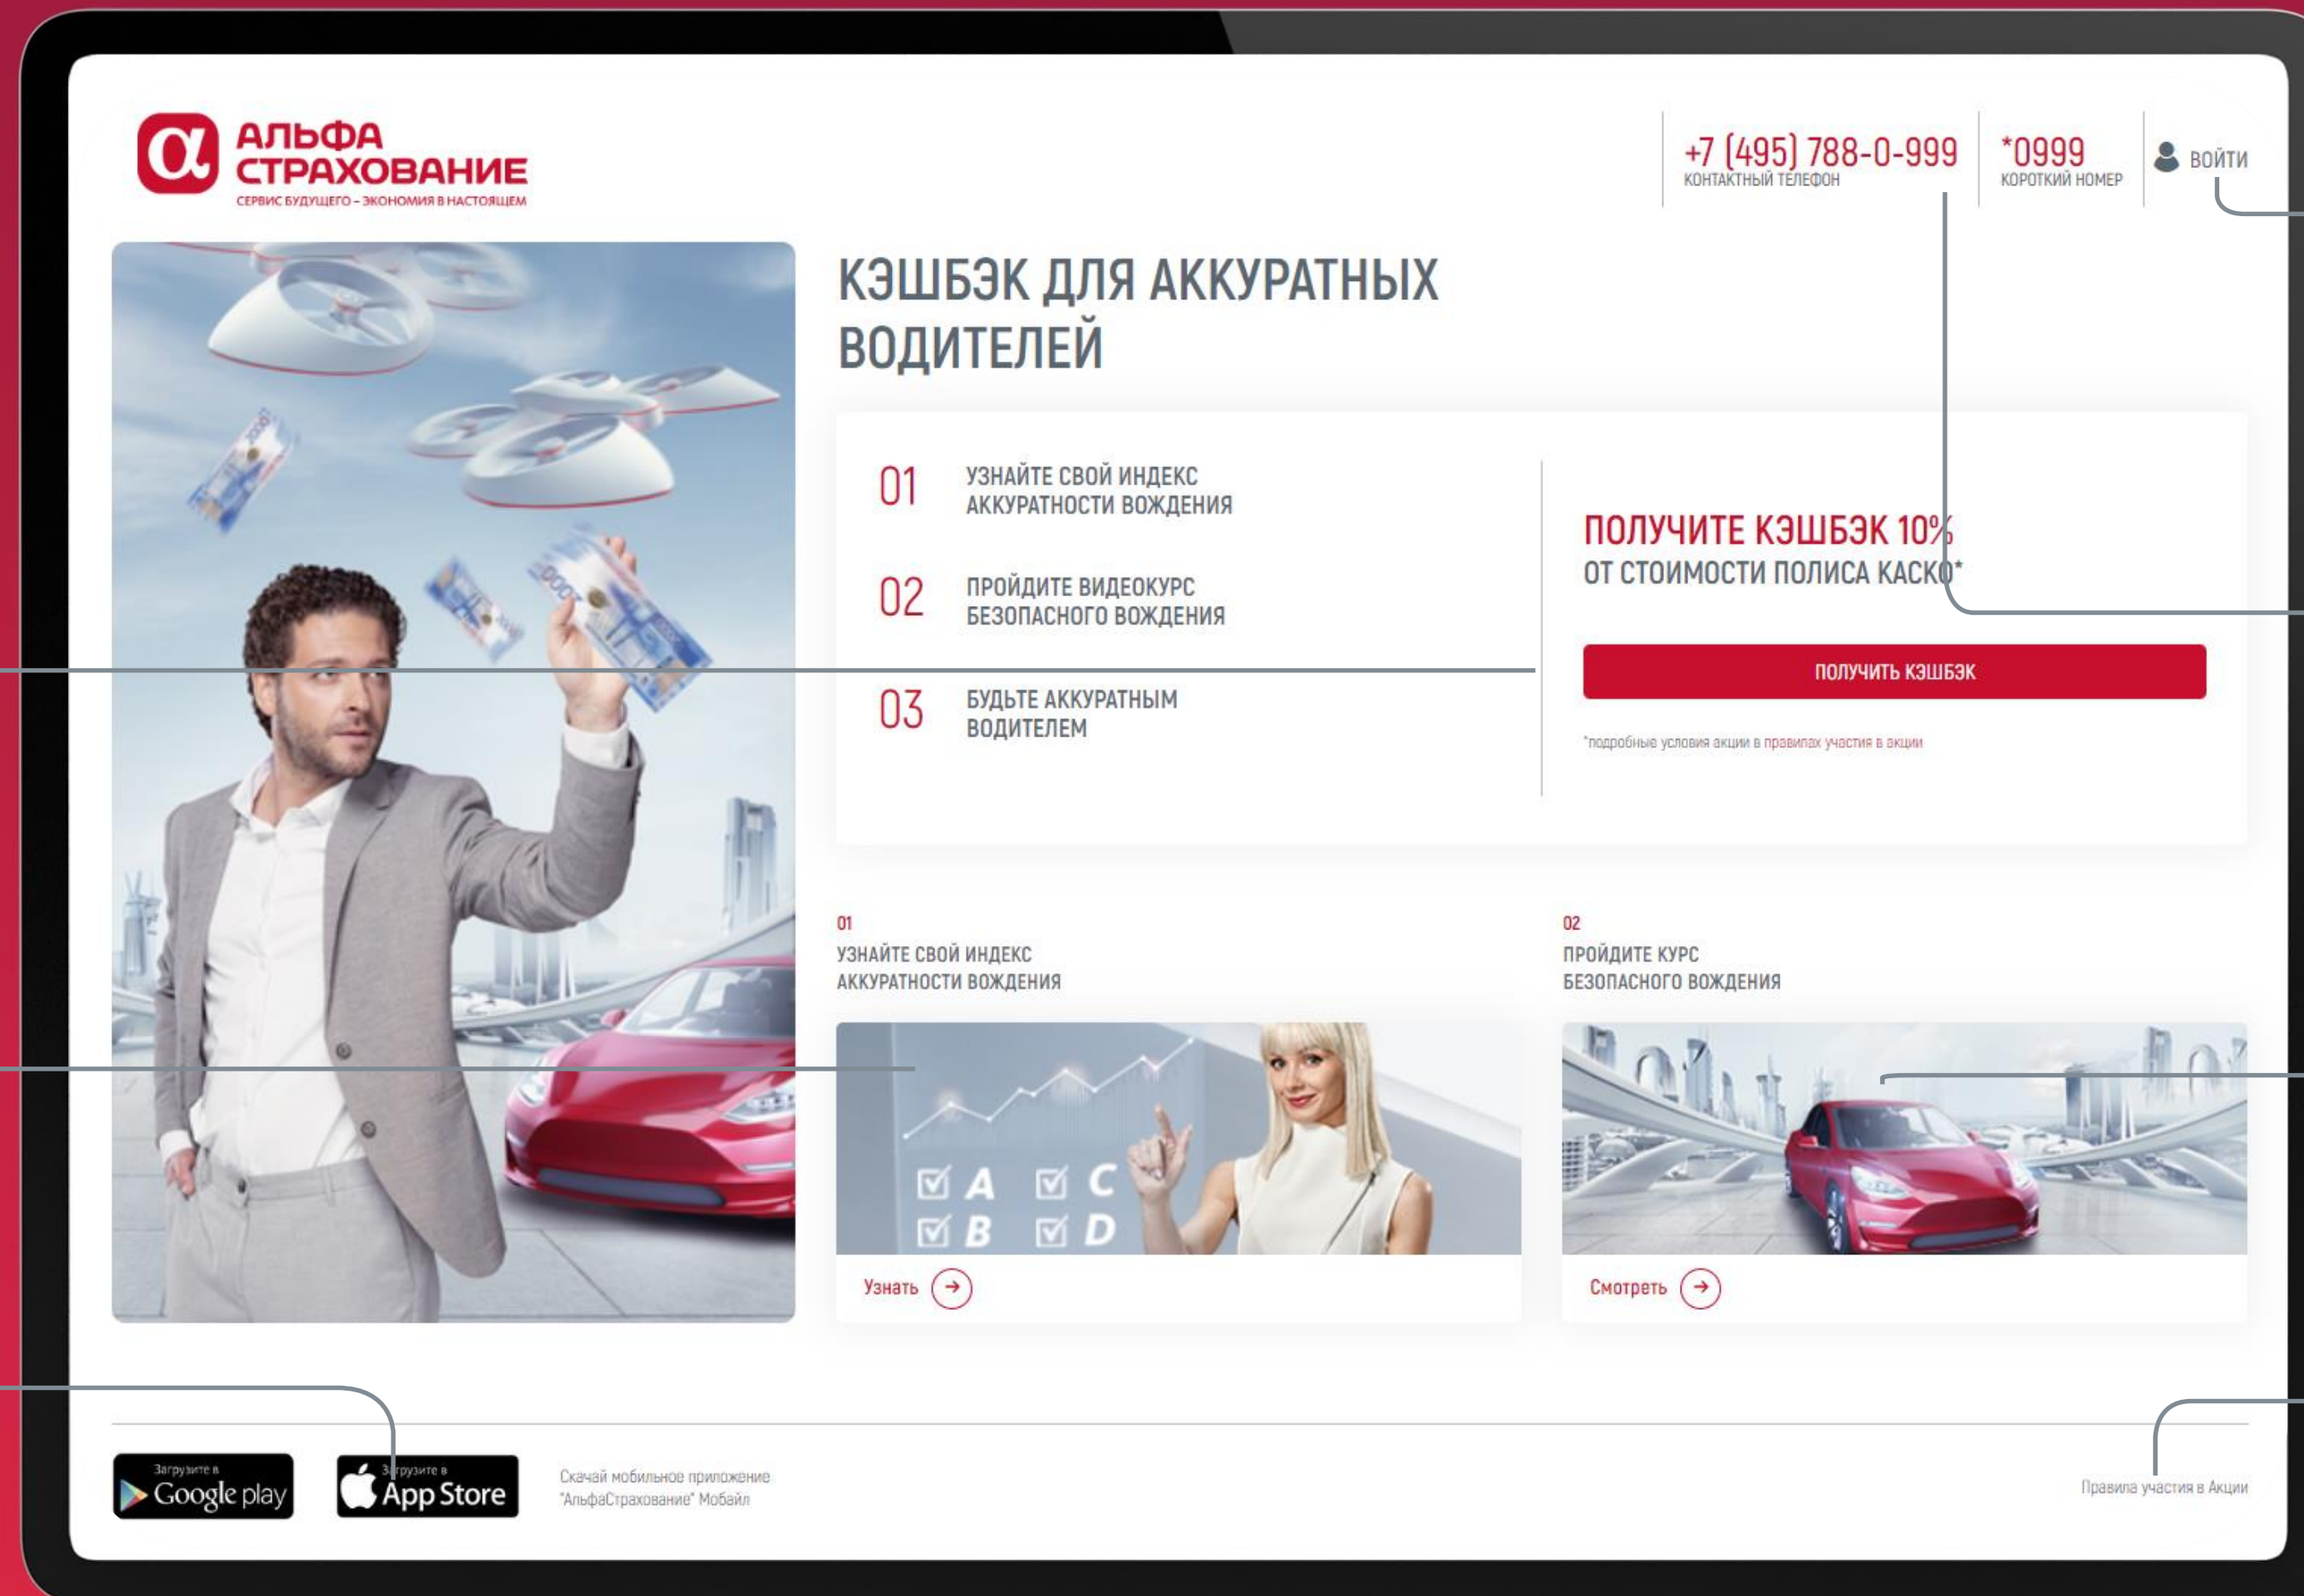 α АЛЬФА
СТРАХОВАНИЕ
СЕРВИС БУДУЩЕГО – ЭКОНОМИЯ В НАСТОЯЩЕМ
+7 (495) 788-0-999
КОНТАКТНЫЙ ТЕЛЕФОН
*0999
КОРОТКИЙ НОМЕР
ВОЙТИ
КЭШБЭК ДЛЯ АККУРАТНЫХ
ВОДИТЕЛЕЙ
01 УЗНАЙТЕ СВОЙ ИНДЕКС
АККУРАТНОСТИ ВОЖДЕНИЯ
02 ПРОЙДИТЕ ВИДЕОКУРС
БЕЗОПАСНОГО ВОЖДЕНИЯ
03 БУДЬТЕ АККУРАТНЫМ
ВОДИТЕЛЕМ
ПОЛУЧИТЕ КЭШБЭК 10%
ОТ СТОИМОСТИ ПОЛИСА КАСКО*
ПОЛУЧИТЬ КЭШБЭК
*подробные условия акции в правилах участия в акции
2000
2000
2000
01
УЗНАЙТЕ СВОЙ ИНДЕКС
АККУРАТНОСТИ ВОЖДЕНИЯ
A C
B D
Узнать
02
ПРОЙДИТЕ КУРС
БЕЗОПАСНОГО ВОЖДЕНИЯ
Смотреть
Загрузите в
Google play
Загрузите в
App Store
Скачай мобильное приложение
"АльфаСтрахование" Мобайл
Правила участия в Акции